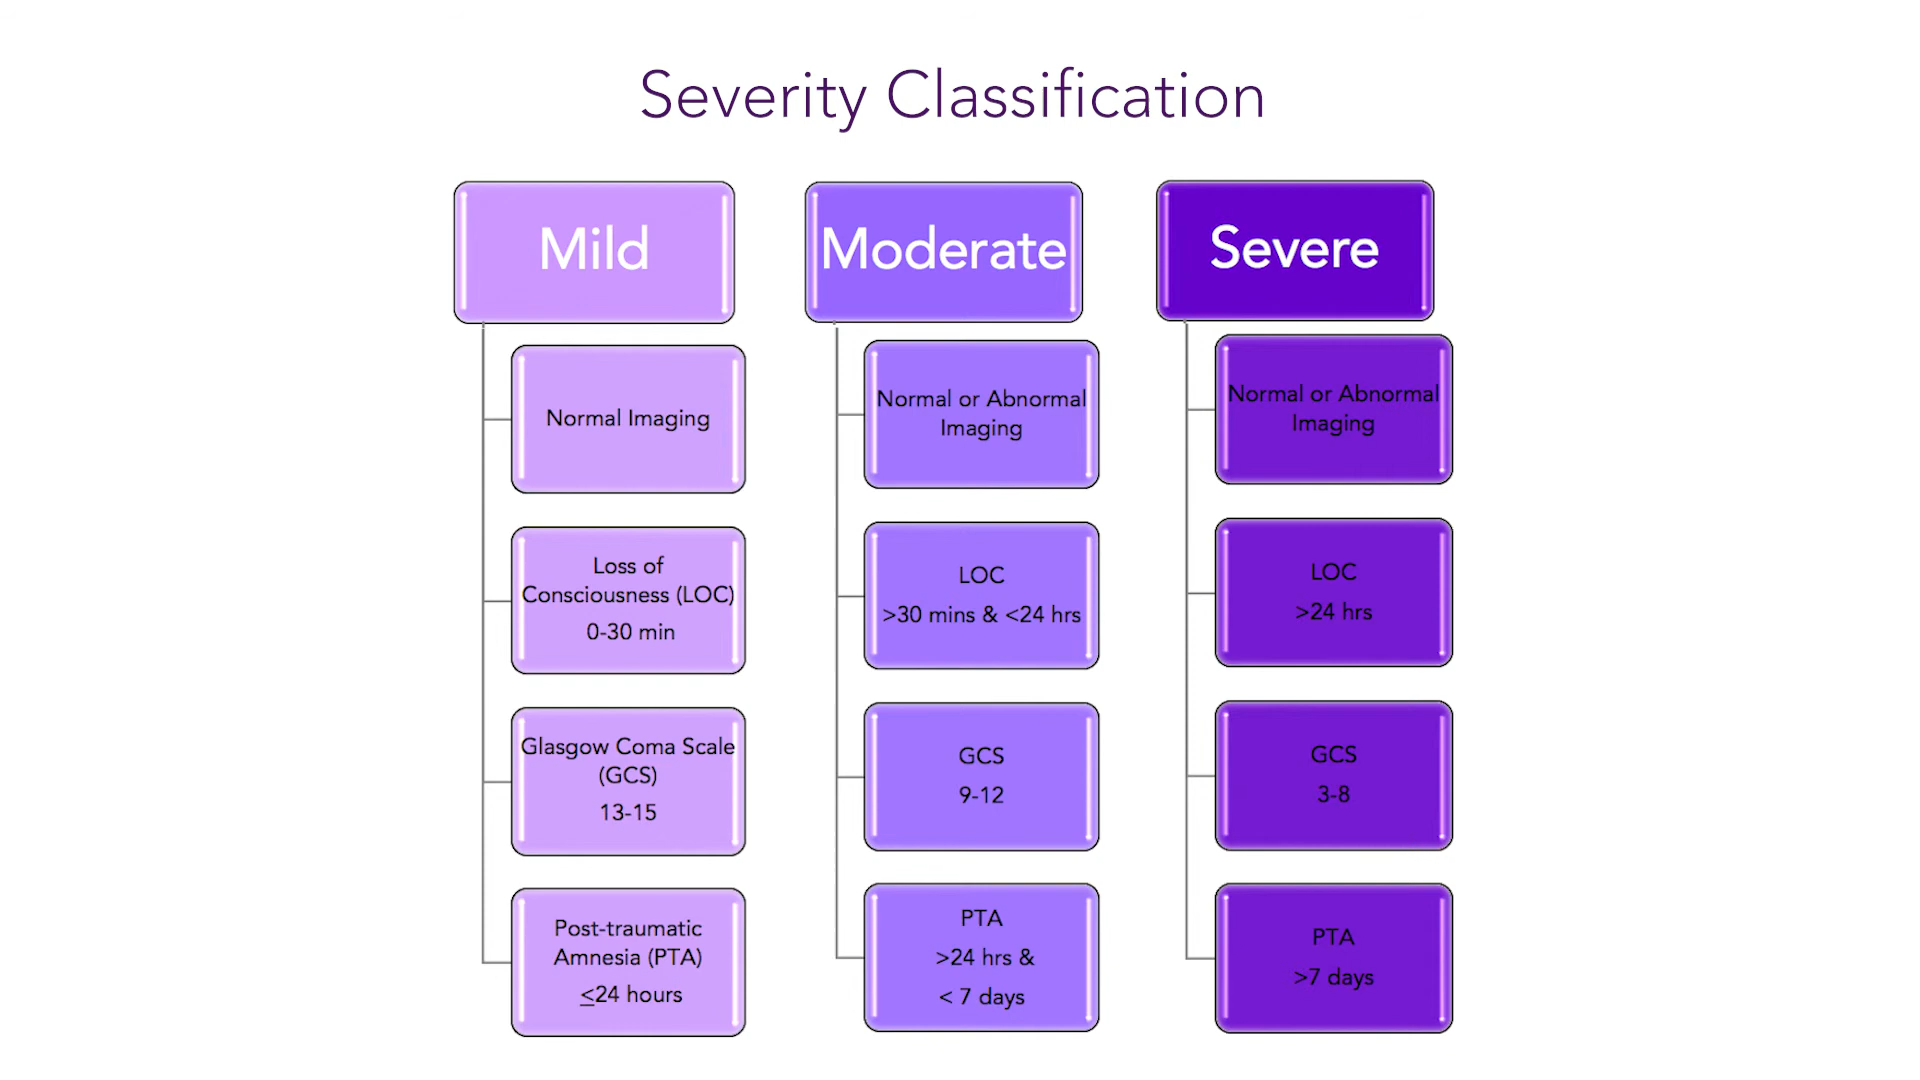 Severity Classification
Mild
Normal Imaging
Loss of
Consciousness (LOC)
0-30 min
Glasgow Coma Scale
(GCS)
13-15
Post-traumatic
Amnesia (PTA)
≤24 hours
Moderate
Normal or Abnormal
Imaging
LOC
>30 mins & <24 hrs
GCS
9-12
PTA
>24 hrs &
< 7 days
Severe
Normal or Abnormal
Imaging
LOC
>24 hrs
GCS
3-8
PTA
>7 days